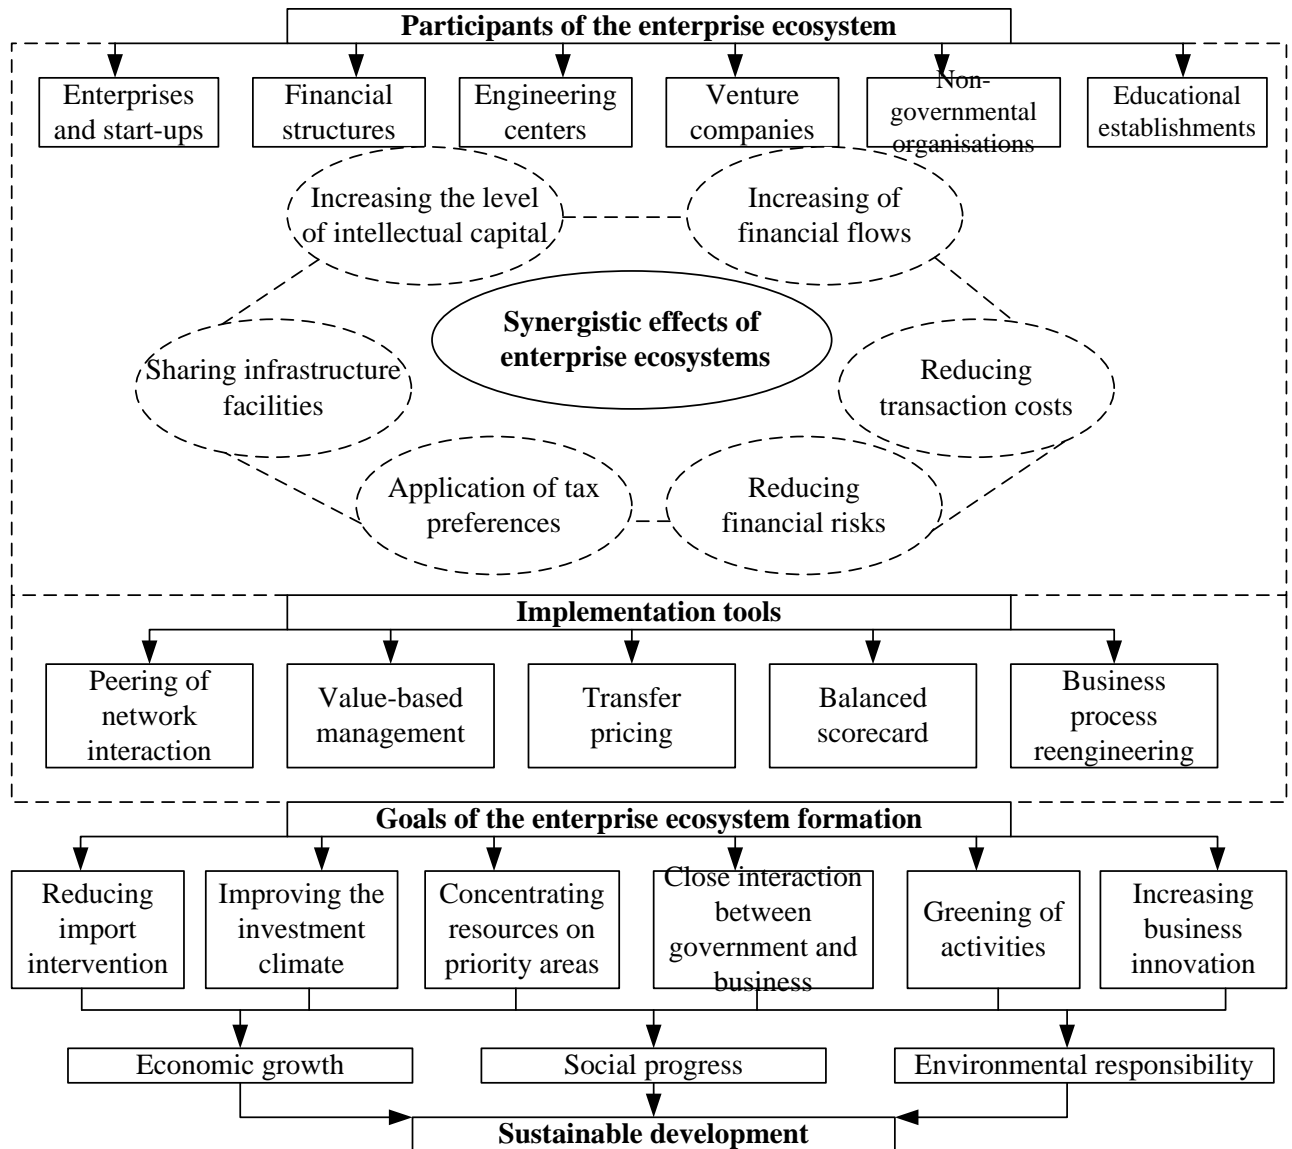 Participants of the enterprise ecosystem
Enterprises
and start-ups
Financial
structures
Engineering
centers
Venture
companies
Non-
governmental
organisations
Educational
establishments
Increasing the level
of intellectual capital
Increasing of
financial flows
Synergistic effects of
enterprise ecosystems
Sharing infrastructure
facilities
Reducing
transaction costs
Application of tax
preferences
Reducing
financial risks
Implementation tools
Peering of
network
interaction
Value-based
management
Transfer
pricing
Balanced
scorecard
Business
process
reengineering
Goals of the enterprise ecosystem formation
Reducing
import
intervention
Improving the
investment
climate
Concentrating
resources on
priority areas
Close interaction
between
government and
business
Greening of
activities
Increasing
business
innovation
Economic growth
Social progress
Environmental responsibility
Sustainable development